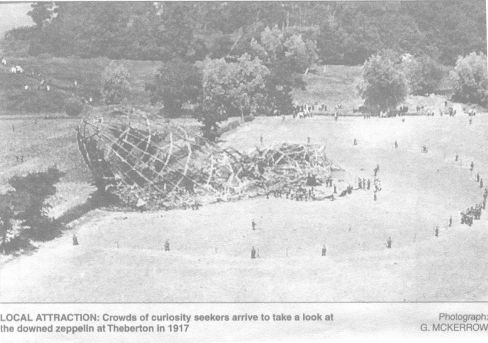 LOCAL ATTRACTION: Crowds of curiosity seekers arrive to take a look at
the downed zeppelin at Theberton in 1917
Photograph:
G. MCKERROW